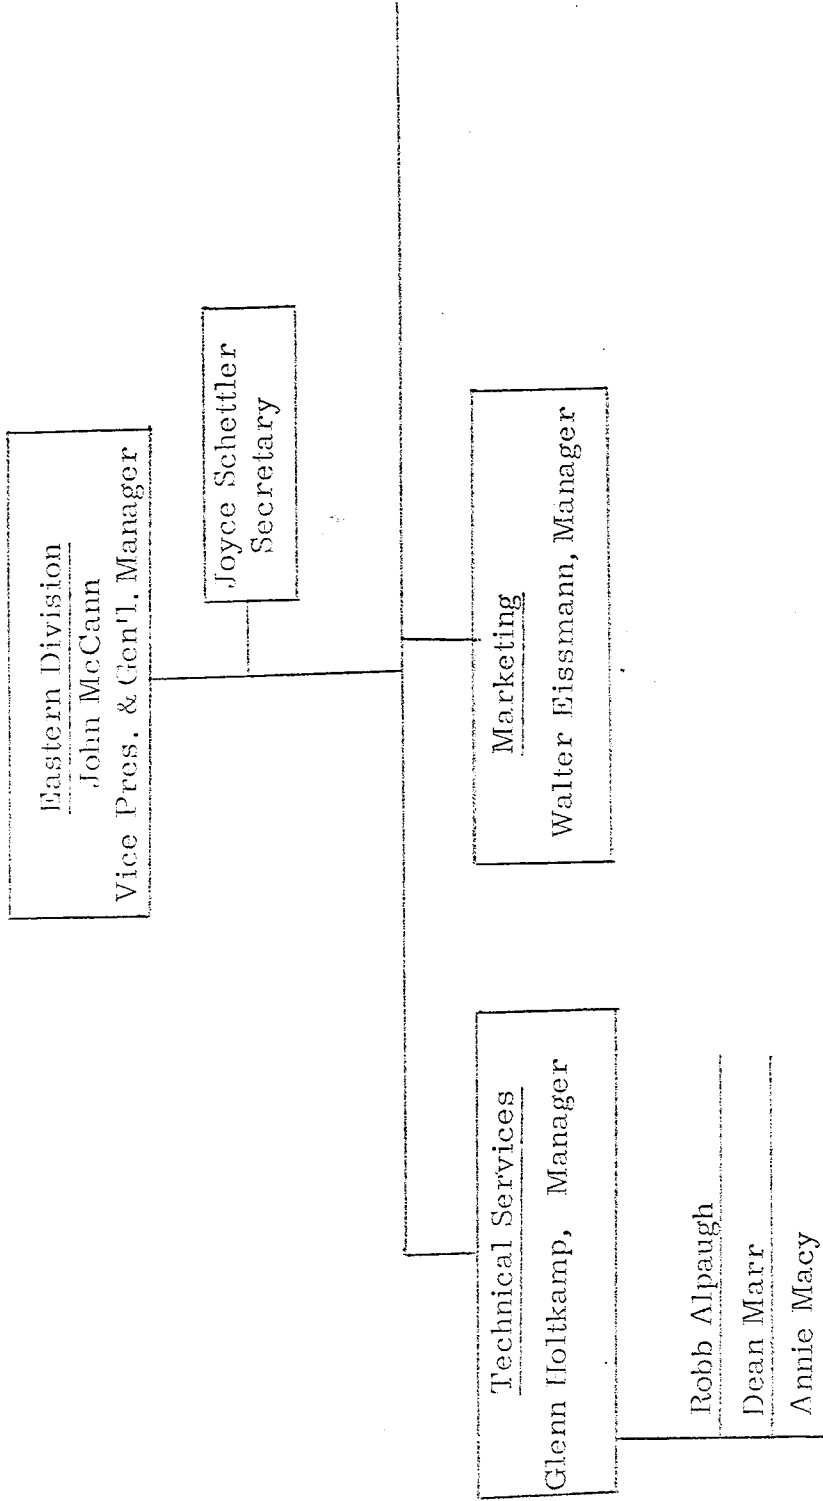 Eastern Division
John McCann
Vice Pres. & Gen'l. Manager
Joyce Schettler
Secretary
Technical Services
Glenn Holtkamp, Manager
Marketing
Walter Eissmann, Manager
Robb Alpaugh
Dean Marr
Annie Macy